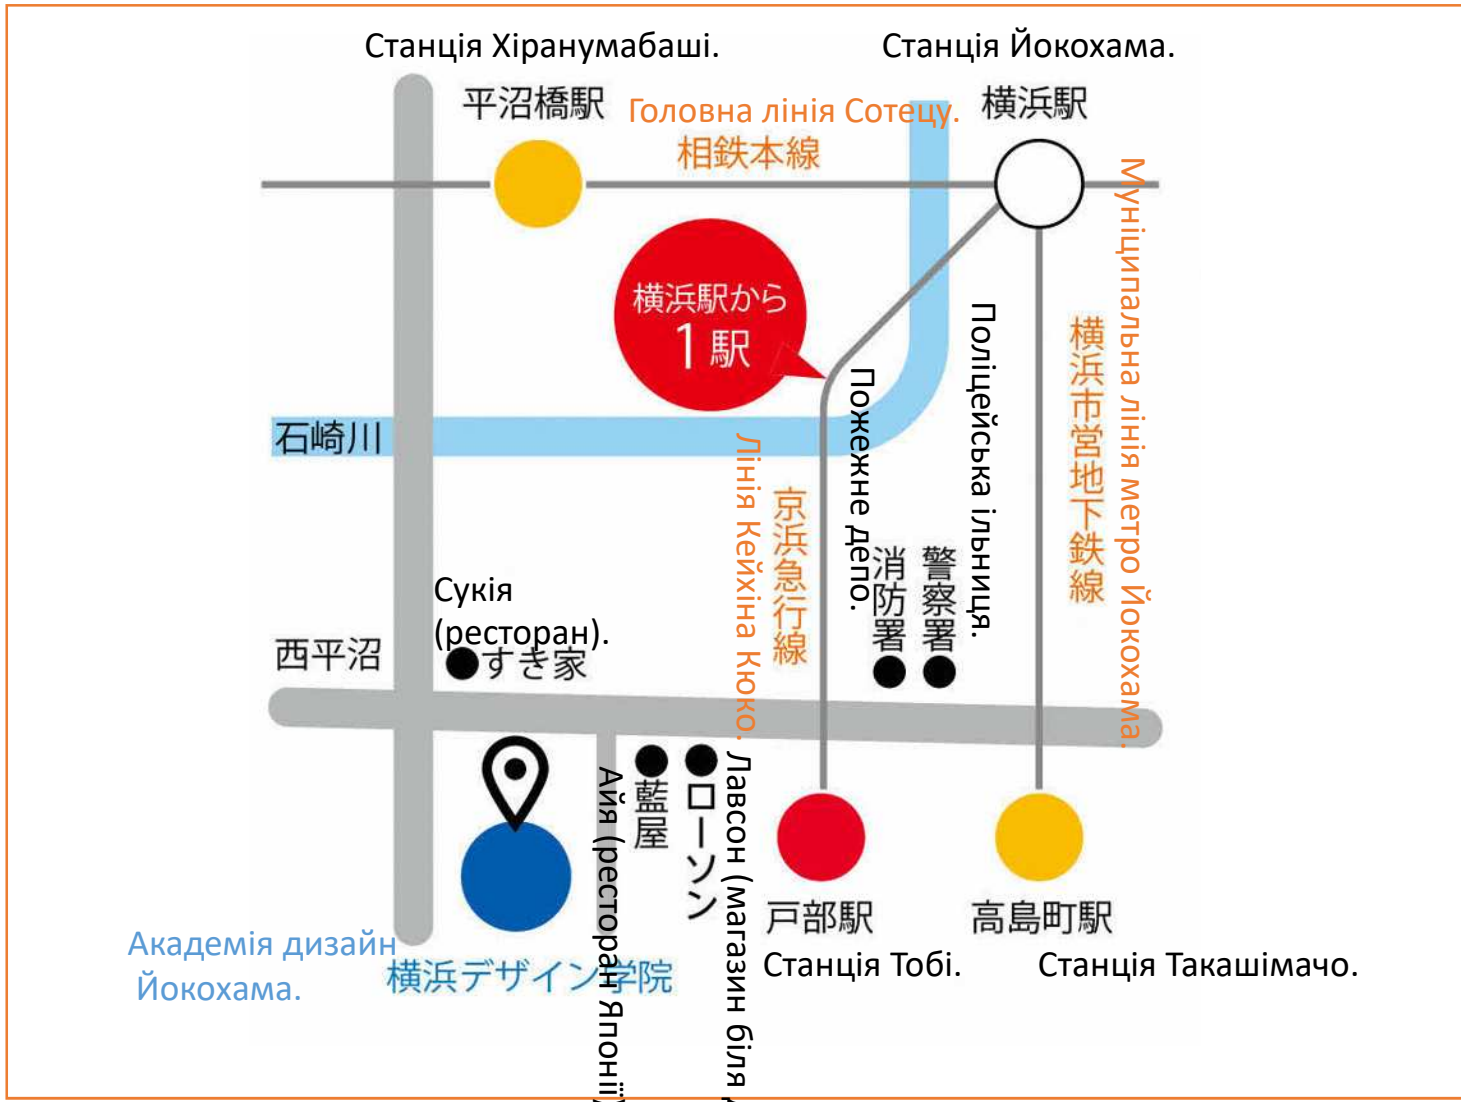 Станція Хіранумабаші.
Станція Йокохама.
平沼橋駅
Головна лінія Сотецу.
横浜駅
相鉄本線
Муніципальна лінія метро Йокохама.
横浜駅から
1駅
横浜市営地下鉄線
Поліцейська ільниця.
Пожежне депо.
石崎川
Лінія Кейхіна Кюко.
京浜急行線
消防署
警察署
Сукія
(ресторан).
西平沼
すき家
Айя (ресторан Японії)
藍屋
ローソン
Лавсон (магазин біля
戸部駅
高島町駅
Академія дизайн
Йокохама.
横浜デザイン学院
Станція Тобі.
Станція Такашімачо.